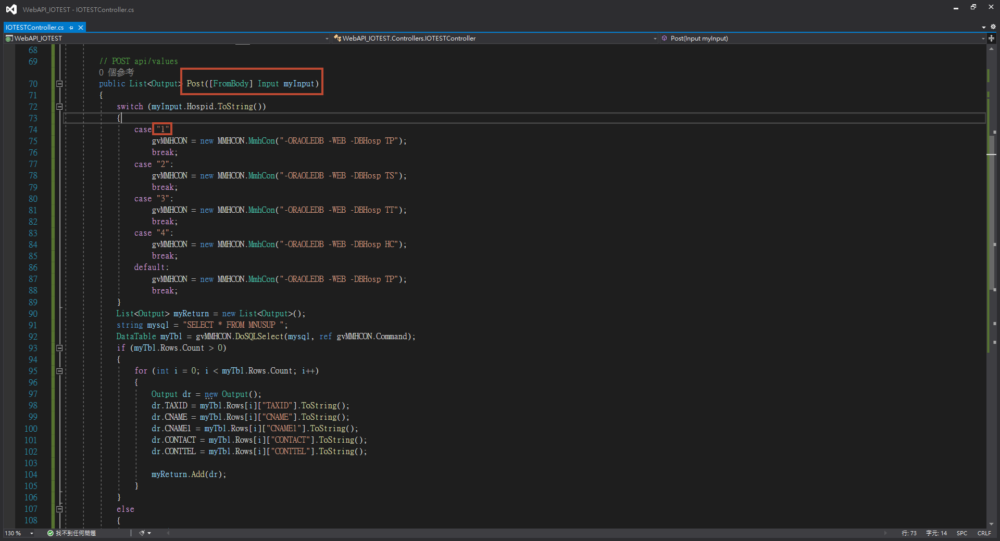 WebAPI_IOTEST - IOTESTController.cs
IOTESTController.cs
WebAPI_IOTEST
WebAPI_IOTEST.Controllers.IOTESTController
Post(Input myInput)
68
69 // POST api/values
0 個參考
70 public List<Output> Post([FromBody] Input myInput)
71 {
72 switch (myInput.Hospid.ToString())
73 {
74 case "1"
75 gvMMHCON = new MMHCON.MmhCon("-ORAOLEDB -WEB -DBHosp TP");
76 break;
77 case "2":
78 gvMMHCON = new MMHCON.MmhCon("-ORAOLEDB -WEB -DBHosp TS");
79 break;
80 case "3":
81 gvMMHCON = new MMHCON.MmhCon("-ORAOLEDB -WEB -DBHosp TT");
82 break;
83 case "4":
84 gvMMHCON = new MMHCON.MmhCon("-ORAOLEDB -WEB -DBHosp HC");
85 break;
86 default:
87 gvMMHCON = new MMHCON.MmhCon("-ORAOLEDB -WEB -DBHosp TP");
88 break;
89 }
90 List<Output> myReturn = new List<Output>();
91 string mysql = "SELECT * FROM MNUSUP ";
92 DataTable myTbl = gvMMHCON.DoSQLSelect(mysql, ref gvMMHCON.Command);
93 if (myTbl.Rows.Count > 0)
94 {
95 for (int i = 0; i < myTbl.Rows.Count; i++)
96 {
97 Output dr = new Output();
98 dr.TAXID = myTbl.Rows[i]["TAXID"].ToString();
99 dr.CNAME = myTbl.Rows[i]["CNAME"].ToString();
100 dr.CNAME1 = myTbl.Rows[i]["CNAME1"].ToString();
101 dr.CONTACT = myTbl.Rows[i]["CONTACT"].ToString();
102 dr.CONTTEL = myTbl.Rows[i]["CONTTEL"].ToString();
103
104 myReturn.Add(dr);
105 }
106 }
107 else
108 {
130 %
找不到任何問題
行: 73
字元: 14
SPC
CRLF